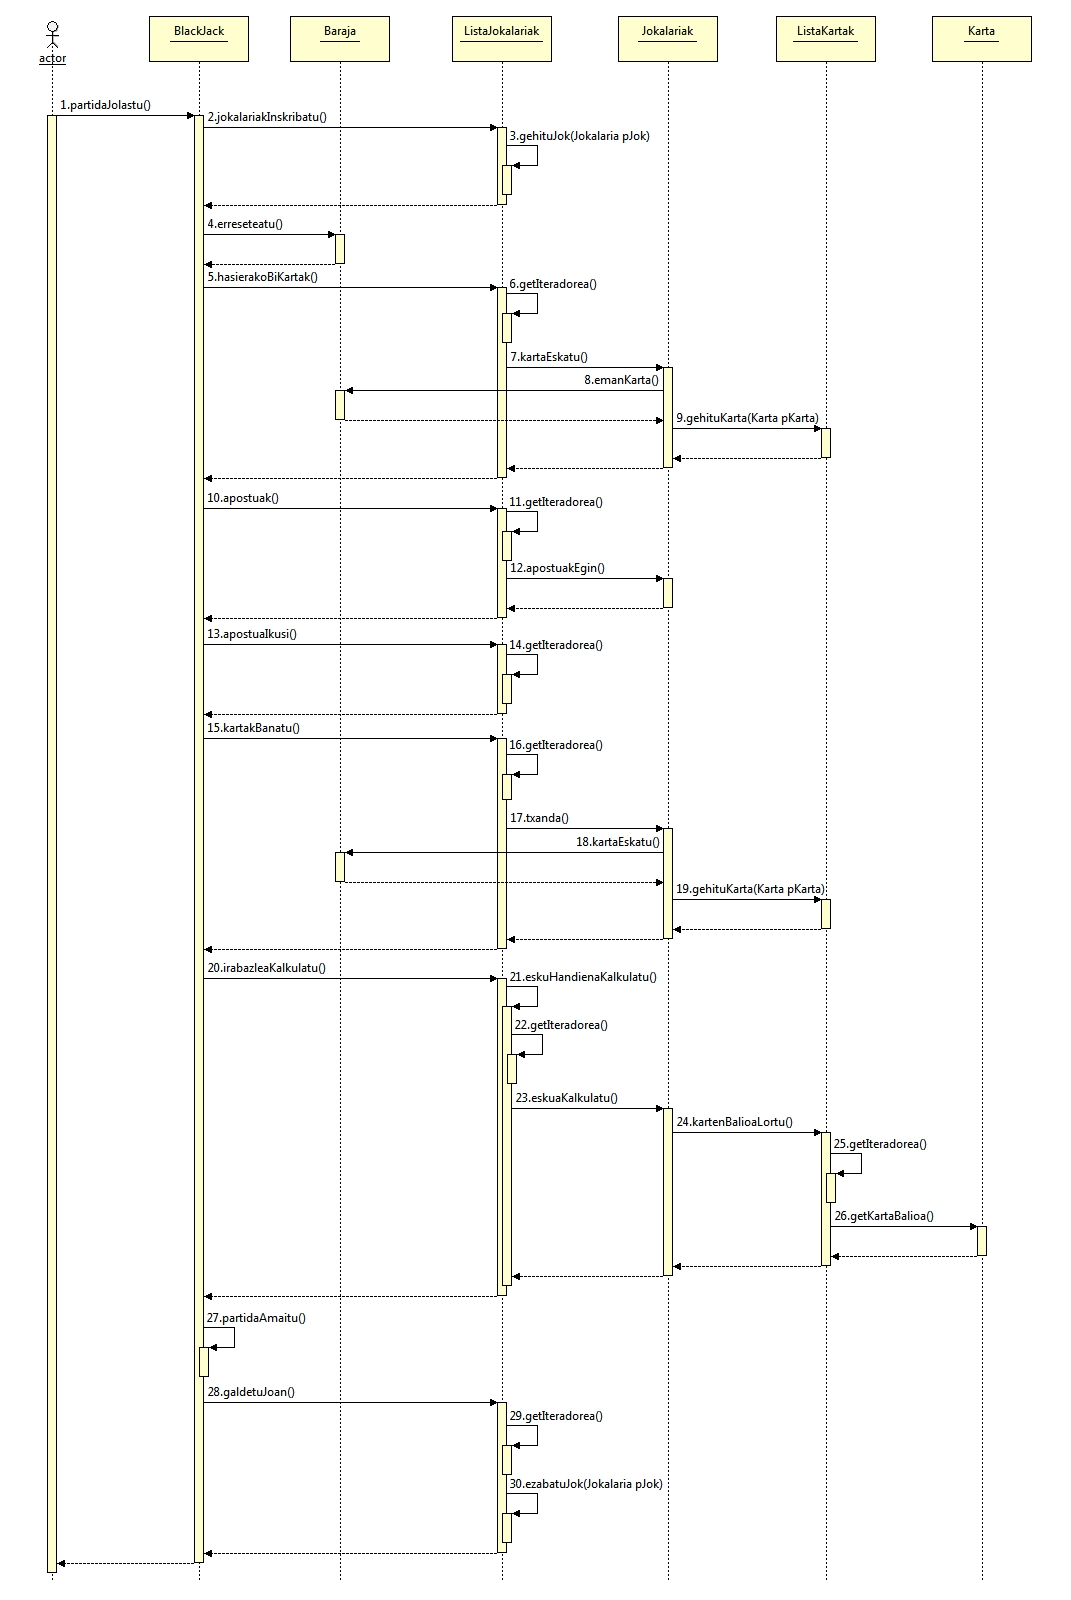 actor
BlackJack
Baraja
ListaJokalariak
Jokalariak
ListaKartak
Karta
1.partidaJolastu()
2.jokalariakInskribatu()
3.gehituJok(Jokalaria pJok)
4.erreseteatu()
5.hasierakoBiKartak()
6.getIteradorea()
7.kartaEskatu()
8.emanKarta()
9.gehituKarta(Karta pKarta)
10.apostuak()
11.getIteradorea()
12.apostuakEgin()
13.apostuaIkusi()
14.getIteradorea()
15.kartakBanatu()
16.getIteradorea()
17.txanda()
18.kartaEskatu()
19.gehituKarta(Karta pKarta)
20.irabazleaKalkulatu()
21.eskuHandienaKalkulatu()
22.getIteradorea()
23.eskuaKalkulatu()
24.kartenBalioaLortu()
25.getIteradorea()
26.getKartaBalioa()
27.partidaAmaitu()
28.galdetuJoan()
29.getIteradorea()
30.ezabatuJok(Jokalaria pJok)